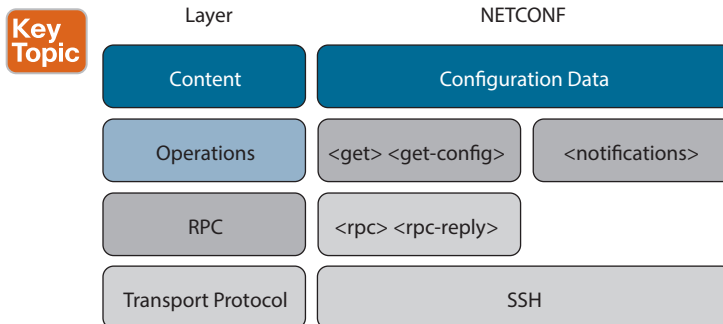 Key
Topic
Layer NETCONF
Content Configuration Data
Operations <get> <get-config> <notifications>
RPC <rpc> <rpc-reply>
Transport Protocol SSH